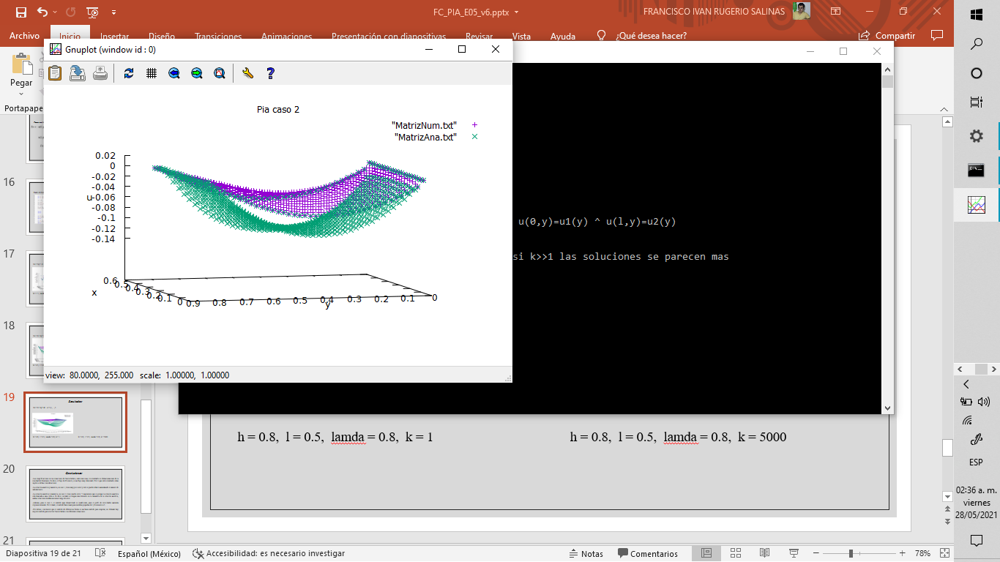 FC_PIA_E05_v6.pptx
FRANCISCO IVAN RUGERIO SALINAS
Archivo Inicio Insertar Diseño Transiciones Animaciones Presentación con diapositivas Revisar Vista Ayuda ¿Qué desea hacer? Compartir
Pegar
Gnuplot (window id : 0)
Pia caso 2
"MatrizNum.txt"
"MatrizAna.txt"
0.02
0
-0.02
-0.04
-0.06
-0.08
-0.1
-0.12
-0.14
u
0.6
0.5
0.4
0.3
0.2
0.1
0
x
0.9 0.8 0.7 0.6 0.5 0.4 0.3 0.2 0.1 0
y
view: 80.0000, 255.000 scale: 1.00000, 1.00000
u(0,y)=u1(y) ^ u(l,y)=u2(y)
si k>>1 las soluciones se parecen mas
h = 0.8, l = 0.5, lamda = 0.8, k = 1
h = 0.8, l = 0.5, lamda = 0.8, k = 5000
16
17
18
19
20
21
Diapositiva 19 de 21 Español (México) Accesibilidad: es necesario investigar Notas Comentarios 78%
ESP
02:36 a. m.
viernes
28/05/2021